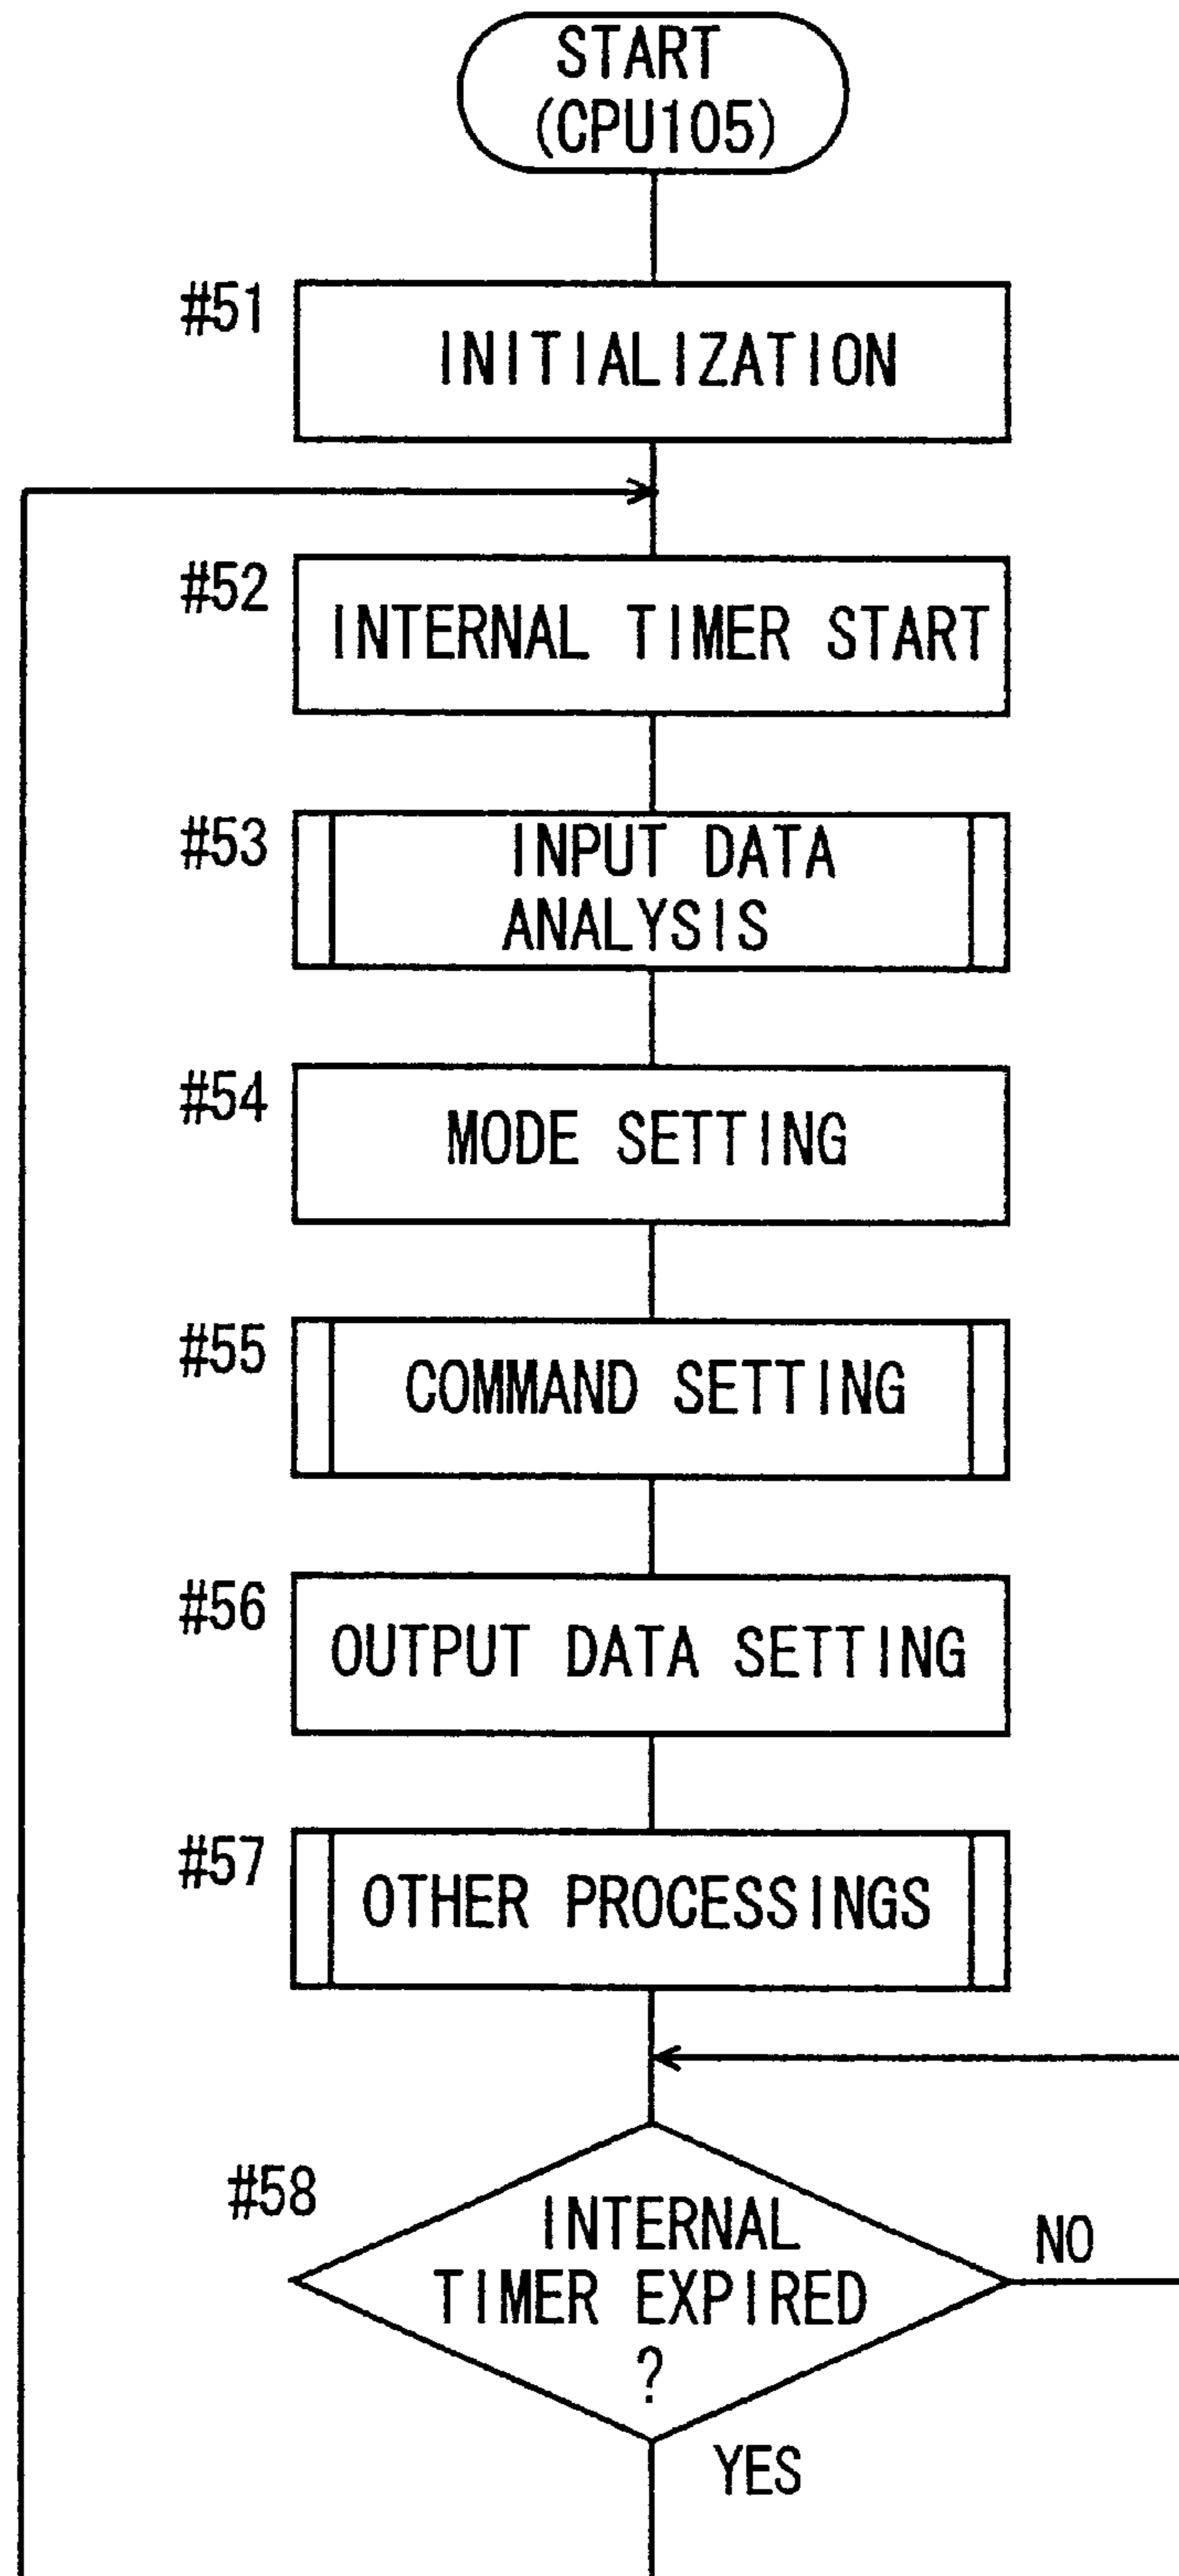 START
(CPU105)
#51
INITIALIZATION
#52
INTERNAL TIMER START
#53
INPUT DATA
ANALYSIS
#54
MODE SETTING
#55
COMMAND SETTING
#56
OUTPUT DATA SETTING
#57
OTHER PROCESSINGS
#58
INTERNAL
TIMER EXPIRED
?
NO
YES